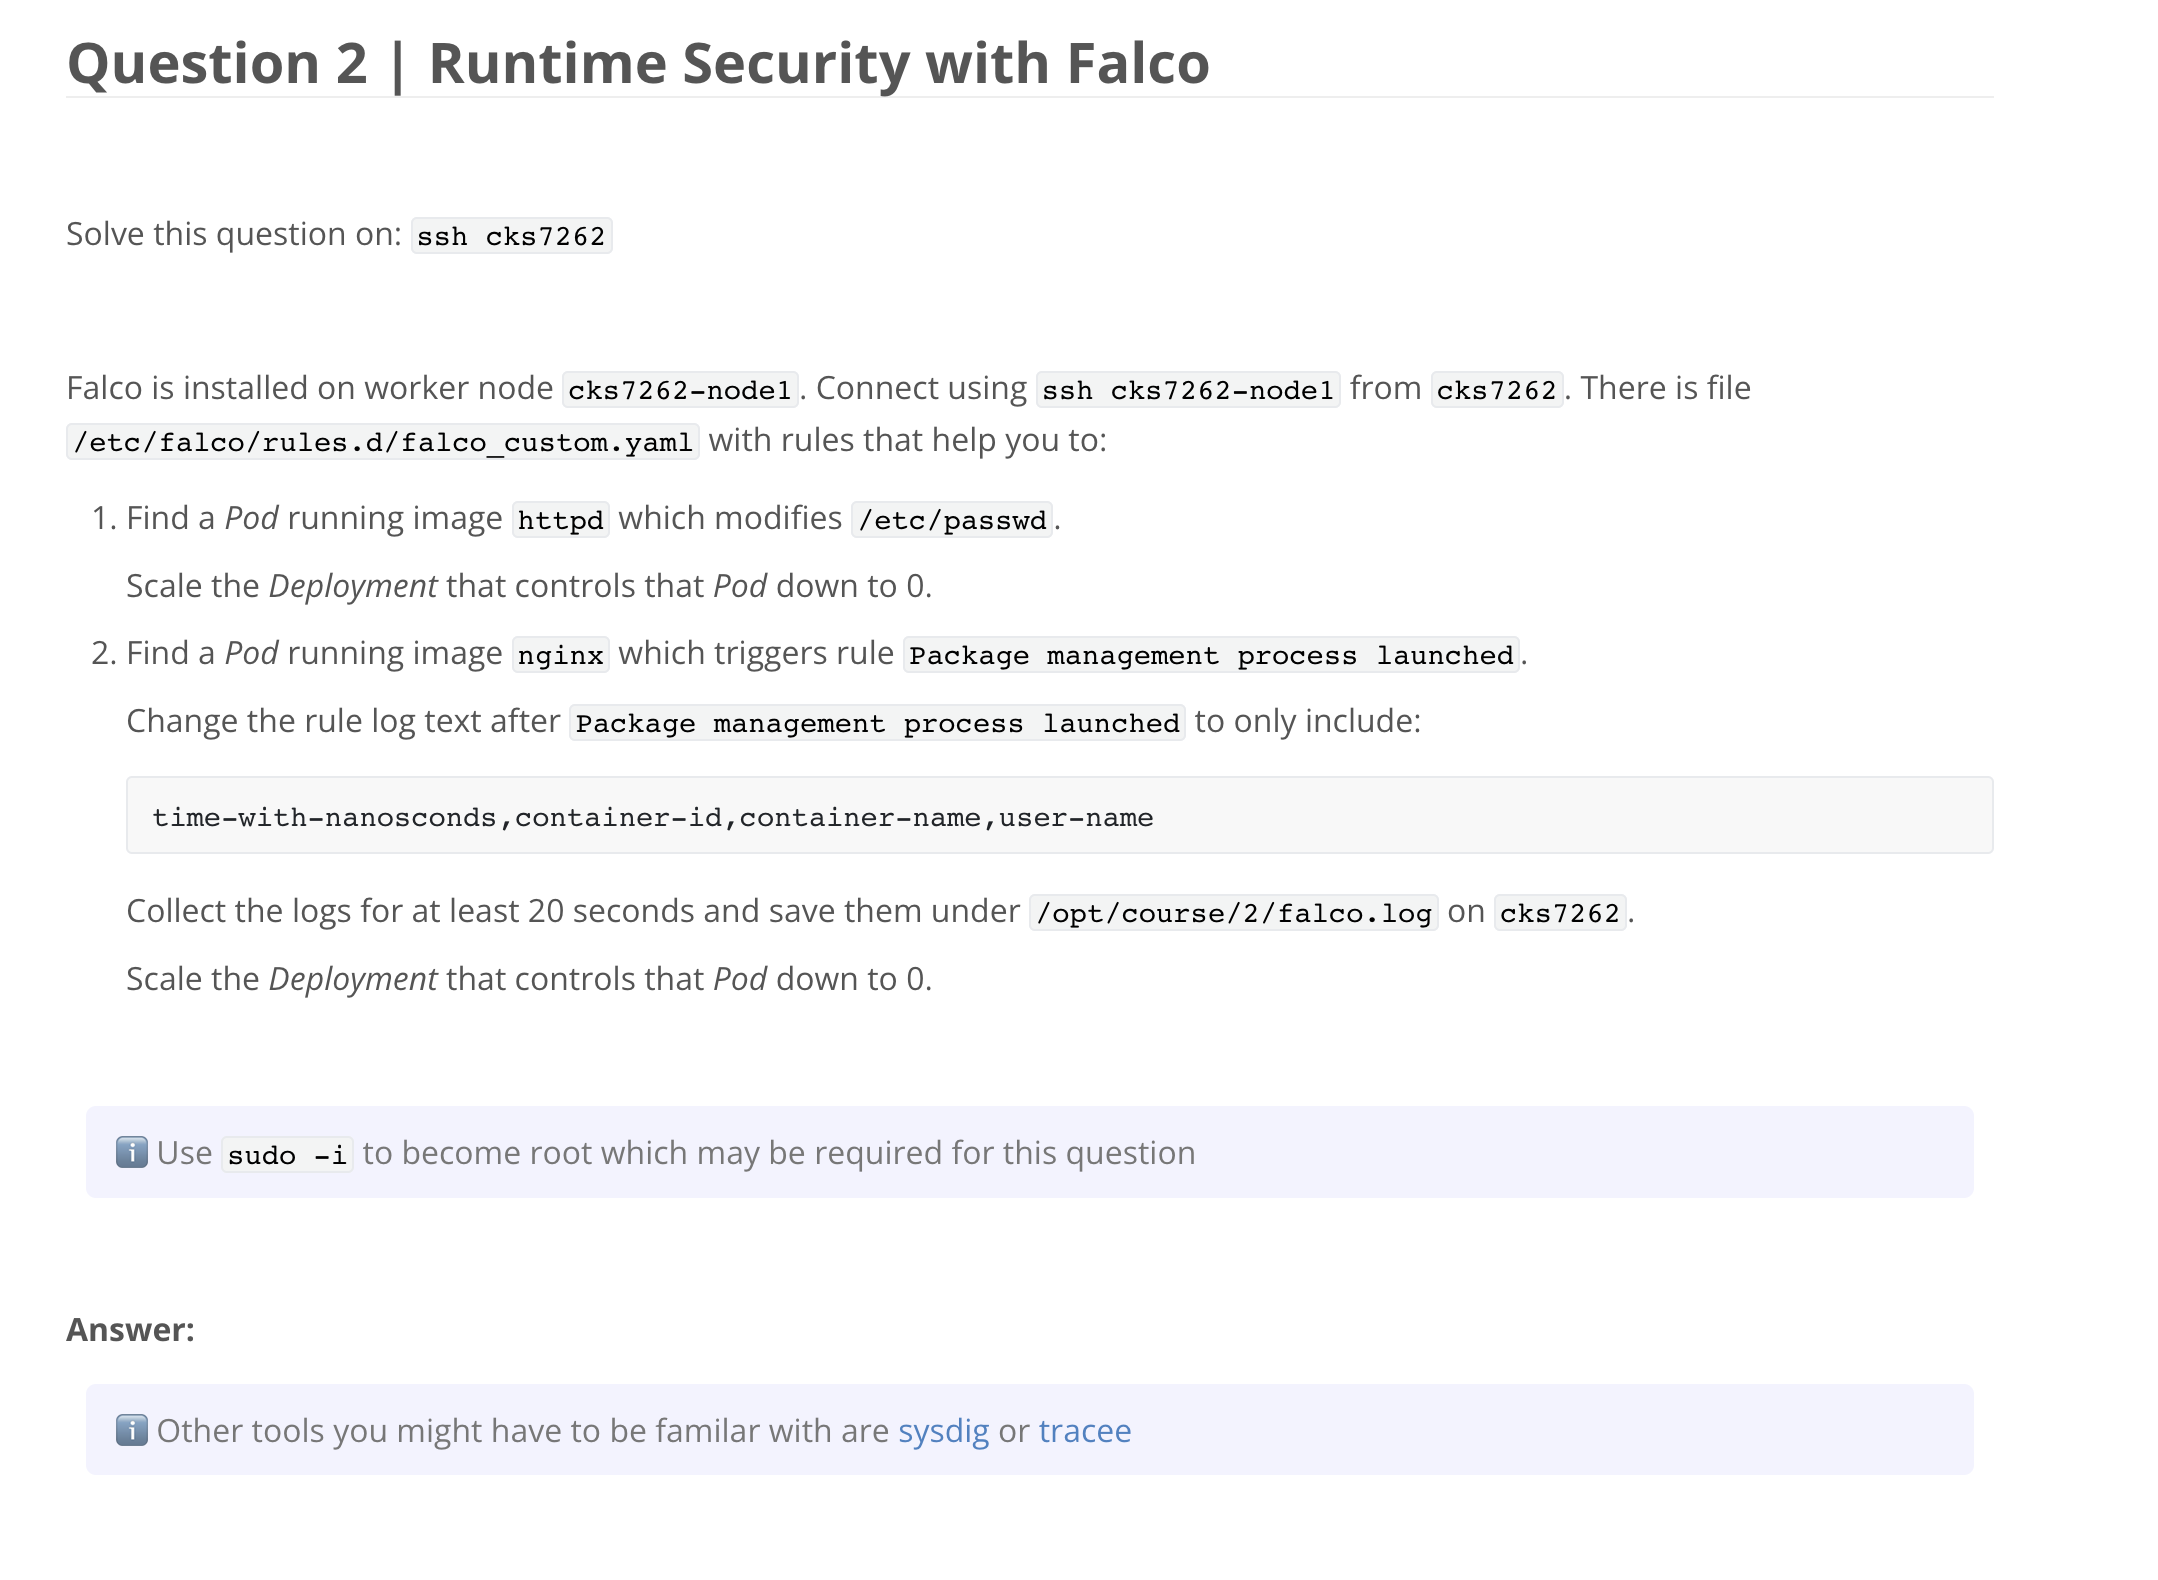 Question 2 | Runtime Security with Falco
Solve this question on: ssh cks7262
Falco is installed on worker node cks7262-node1. Connect using ssh cks7262-node1 from cks7262. There is file
/etc/falco/rules.d/falco_custom.yaml with rules that help you to:
1. Find a Pod running image httpd which modifies /etc/passwd.
Scale the Deployment that controls that Pod down to 0.
2. Find a Pod running image nginx which triggers rule Package management process launched.
Change the rule log text after Package management process launched to only include:
time-with-nanosconds,container-id,container-name,user-name
Collect the logs for at least 20 seconds and save them under /opt/course/2/falco.log on cks7262.
Scale the Deployment that controls that Pod down to 0.
ℹ️ Use sudo -i to become root which may be required for this question
Answer:
ℹ️ Other tools you might have to be familar with are sysdig or tracee